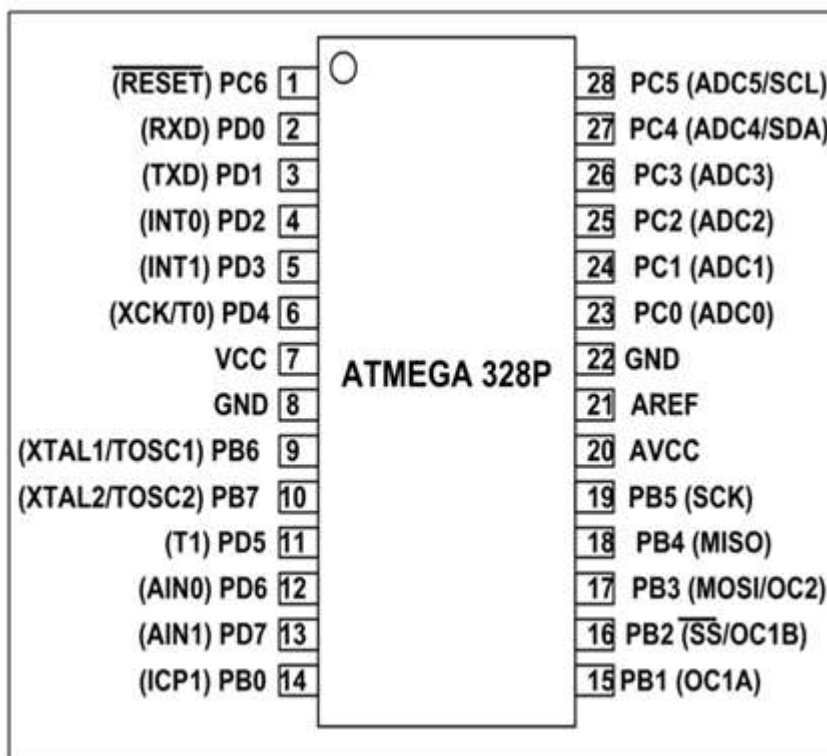 (RESET) PC6 1
(RXD) PD0 2
(TXD) PD1 3
(INT0) PD2 4
(INT1) PD3 5
(XCK/T0) PD4 6
VCC 7
GND 8
(XTAL1/TOSC1) PB6 9
(XTAL2/TOSC2) PB7 10
(T1) PD5 11
(AIN0) PD6 12
(AIN1) PD7 13
(ICP1) PB0 14
ATMEGA 328P
28 PC5 (ADC5/SCL)
27 PC4 (ADC4/SDA)
26 PC3 (ADC3)
25 PC2 (ADC2)
24 PC1 (ADC1)
23 PC0 (ADC0)
22 GND
21 AREF
20 AVCC
19 PB5 (SCK)
18 PB4 (MISO)
17 PB3 (MOSI/OC2)
16 PB2 (SS/OC1B)
15 PB1 (OC1A)